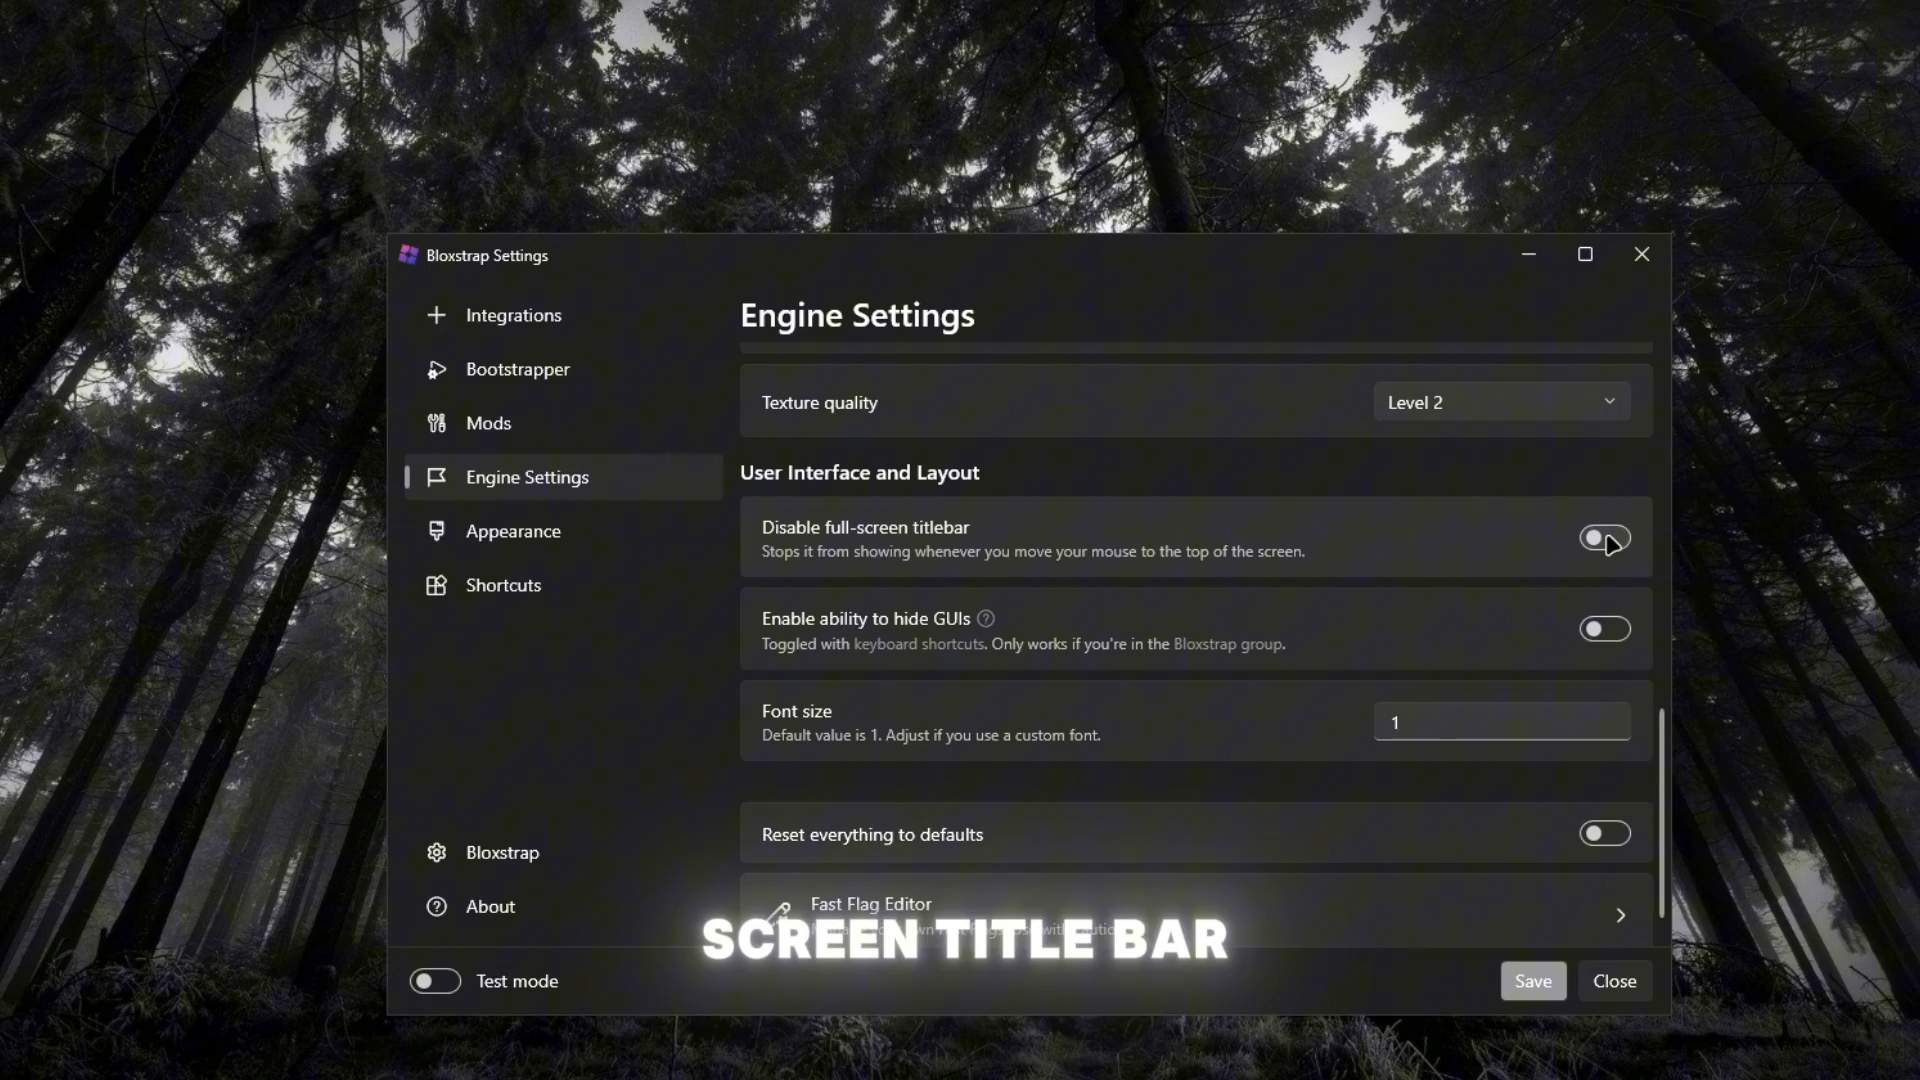 Bloxstrap Settings
Integrations
Bootstrapper
Mods
Engine Settings
Appearance
Shortcuts
Bloxstrap
About
Test mode
Engine Settings
Texture quality
Level 2
User Interface and Layout
Disable full-screen titlebar
Stops it from showing whenever you move your mouse to the top of the screen.
Enable ability to hide GUIs
Toggled with keyboard shortcuts. Only works if you're in the Bloxstrap group.
Font size
Default value is 1. Adjust if you use a custom font.
1
Reset everything to defaults
Fast Flag Editor
SCREEN TITLE BAR
Save
Close